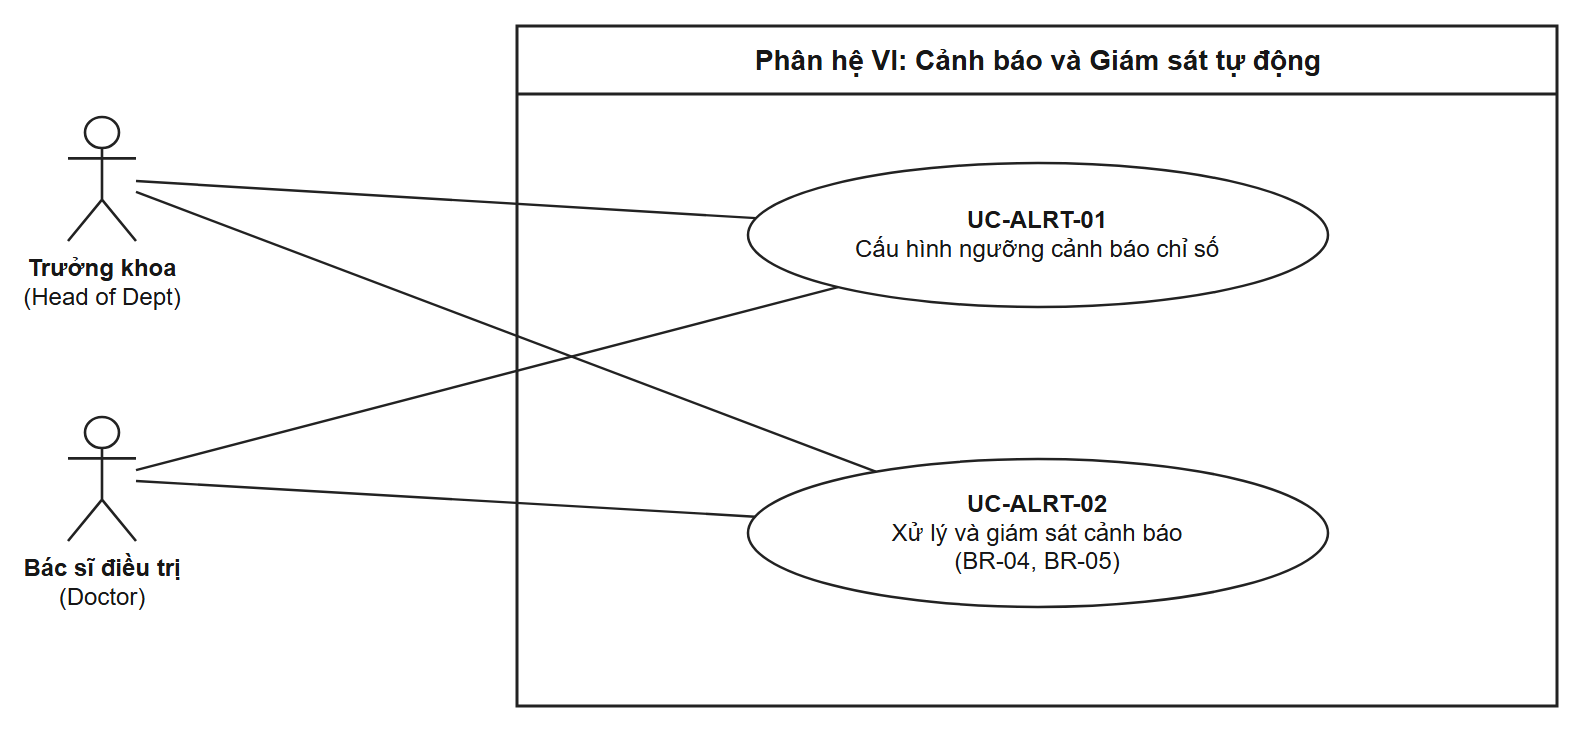 Phân hệ VI: Cảnh báo và Giám sát tự động
Trưởng khoa
(Head of Dept)
UC-ALRT-01
Cấu hình ngưỡng cảnh báo chỉ số
Bác sĩ điều trị
(Doctor)
UC-ALRT-02
Xử lý và giám sát cảnh báo
(BR-04, BR-05)